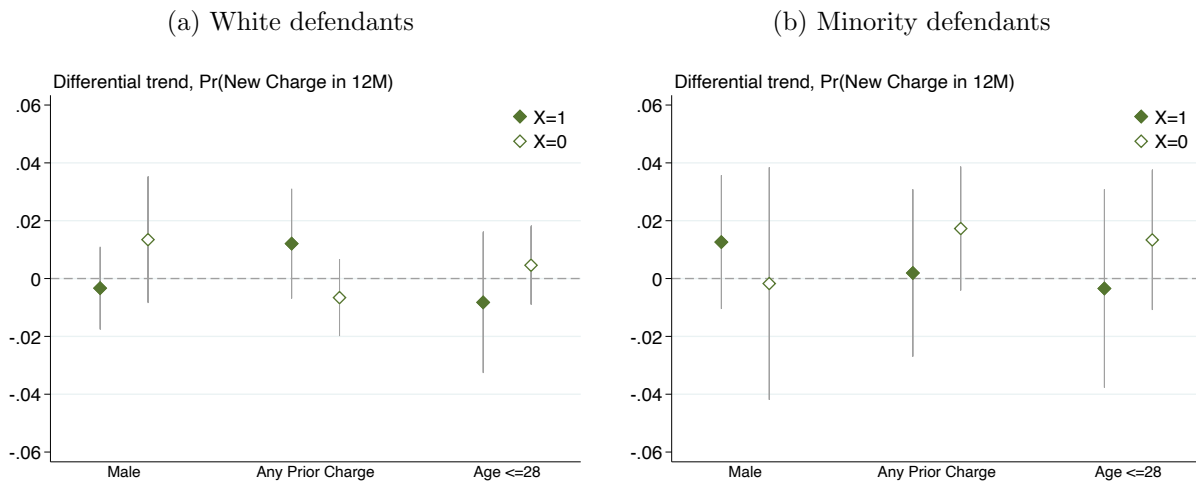 (a) White defendants
Differential trend, Pr(New Charge in 12M)
.06
.04
.02
0
-.02
-.04
-.06
X=1
X=0
Male
Any Prior Charge
Age <=28
(b) Minority defendants
Differential trend, Pr(New Charge in 12M)
.06
.04
.02
0
-.02
-.04
-.06
X=1
X=0
Male
Any Prior Charge
Age <=28